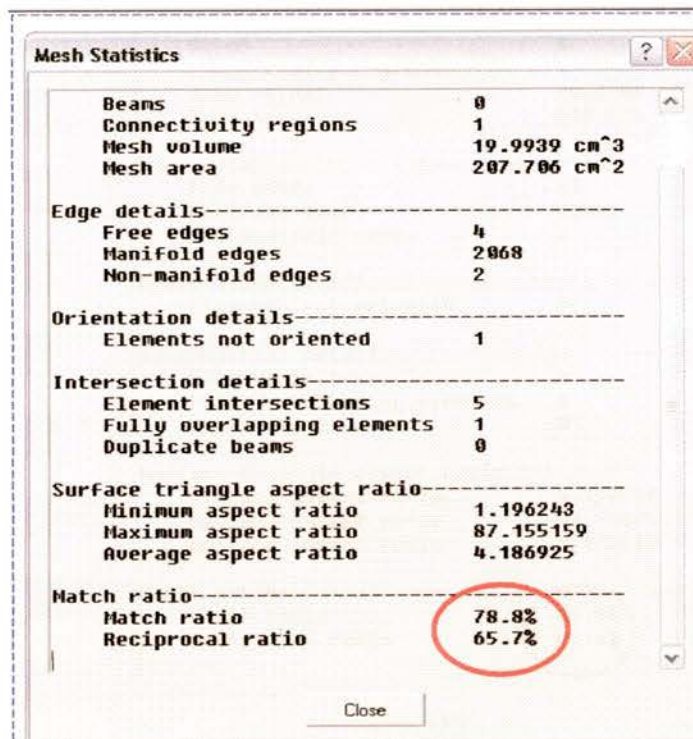 Mesh Statistics
Beams 0
Connectivity regions 1
Mesh volume 19.9939 cm^3
Mesh area 207.706 cm^2
Edge details------------------------------
Free edges 4
Manifold edges 2068
Non-manifold edges 2
Orientation details------------------------------
Elements not oriented 1
Intersection details------------------------------
Element intersections 5
Fully overlapping elements 1
Duplicate beams 0
Surface triangle aspect ratio------------------------------
Minimum aspect ratio 1.196243
Maximum aspect ratio 87.155159
Average aspect ratio 4.186925
Match ratio------------------------------
Match ratio 78.8%
Reciprocal ratio 65.7%
Close